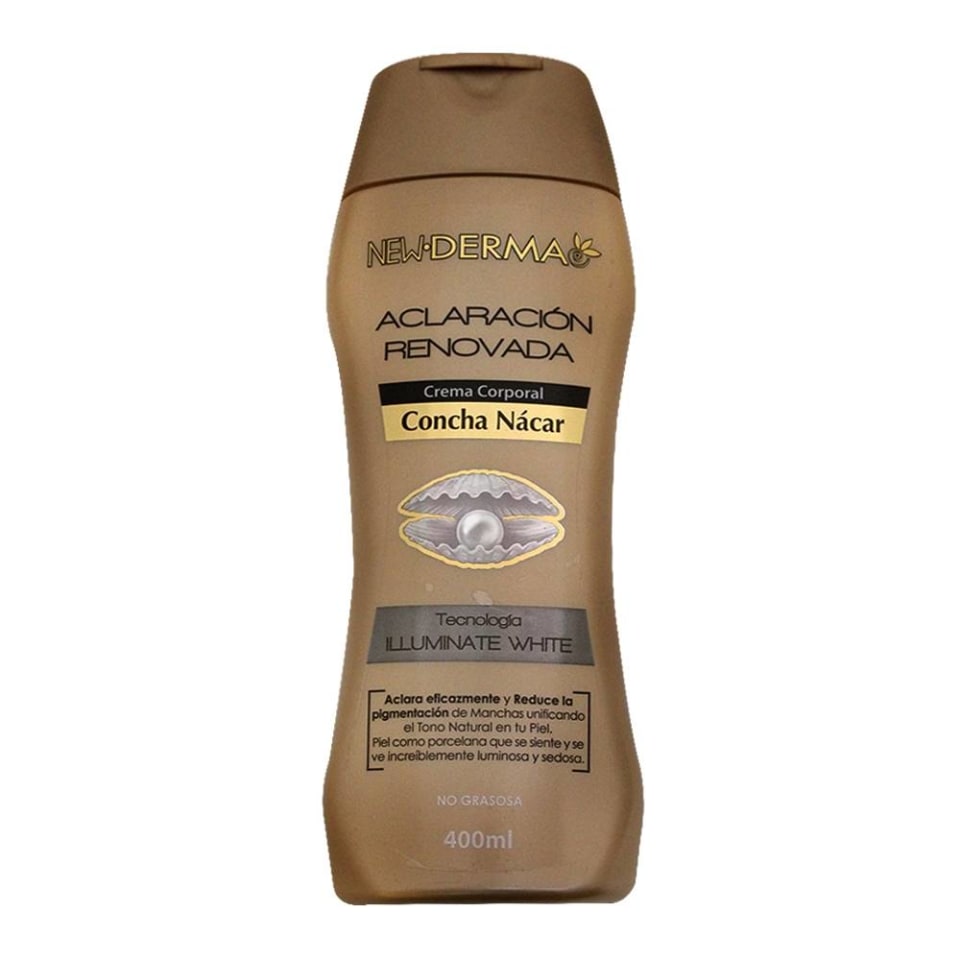 NEW·DERMA
ACLARACIÓN
RENOVADA
Crema Corporal
Concha Nácar
Tecnología
ILLUMINATE WHITE
Aclara eficazmente y Reduce la
pigmentación de Manchas unificando
el Tono Natural en tu Piel.
Piel como porcelana que se siente y se
ve increíblemente luminosa y sedosa.
NO GRASOSA
400ml